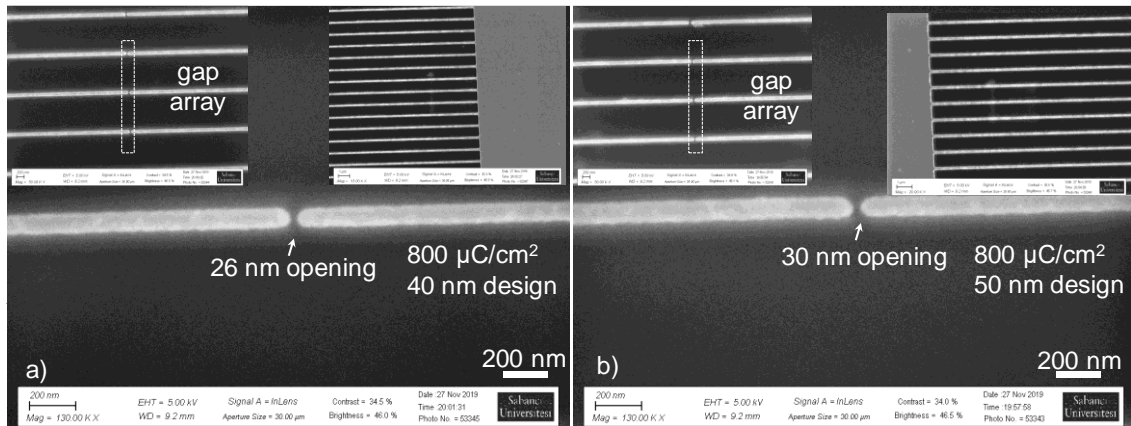 gap
array
26 nm opening
800 µC/cm²
40 nm design
a)
200 nm
200 nm
Mag = 130.00 K X
EHT = 5.00 kV
WD = 9.2 mm
Signal A = InLens
Aperture Size = 30.00 µm
Contrast = 34.5 %
Brightness = 46.0 %
Date :27 Nov 2019
Time :20:01:31
Photo No. = 53345
Sabancı
Universitesi
gap
array
30 nm opening
800 µC/cm²
50 nm design
b)
200 nm
200 nm
Mag = 130.00 K X
EHT = 5.00 kV
WD = 9.2 mm
Signal A = InLens
Aperture Size = 30.00 µm
Contrast = 34.0 %
Brightness = 46.5 %
Date :27 Nov 2019
Time :19:57:58
Photo No. = 53343
Sabancı
Universitesi